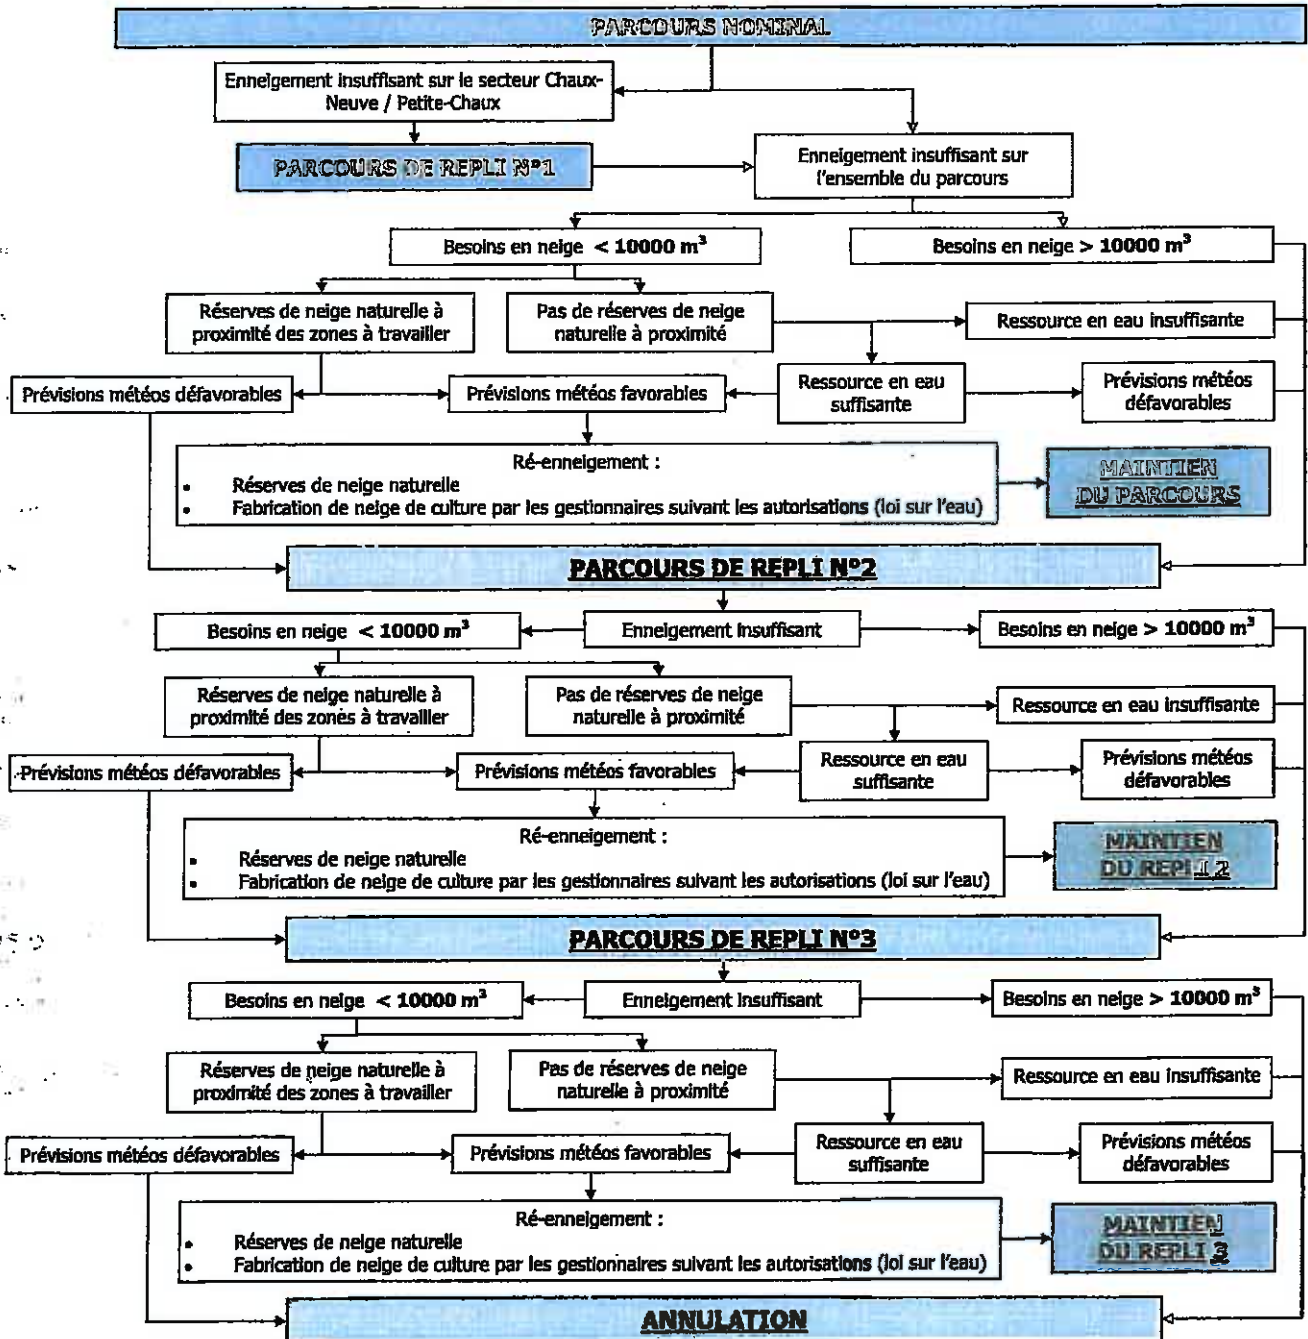 PARCOURS NOMINAL
Enneigement insuffisant sur le secteur Chaux-
Neuve / Petite-Chaux
PARCOURS DE REPLI N°1
Enneigement insuffisant sur
l'ensemble du parcours
Besoins en neige < 10000 m³
Besoins en neige > 10000 m³
Réserves de neige naturelle à
proximité des zones à travailler
Pas de réserves de neige
naturelle à proximité
Ressource en eau insuffisante
Prévisions météos défavorables
Prévisions météos favorables
Ressource en eau
suffisante
Prévisions météos
défavorables
Ré-enneigement :
• Réserves de neige naturelle
• Fabrication de neige de culture par les gestionnaires suivant les autorisations (loi sur l'eau)
MAINTIEN
DU PARCOURS
PARCOURS DE REPLI N°2
Besoins en neige < 10000 m³
Enneigement insuffisant
Besoins en neige > 10000 m³
Réserves de neige naturelle à
proximité des zones à travailler
Pas de réserves de neige
naturelle à proximité
Ressource en eau insuffisante
Prévisions météos défavorables
Prévisions météos favorables
Ressource en eau
suffisante
Prévisions météos
défavorables
Ré-enneigement :
• Réserves de neige naturelle
• Fabrication de neige de culture par les gestionnaires suivant les autorisations (loi sur l'eau)
MAINTIEN
DU REPLI 2
PARCOURS DE REPLI N°3
Besoins en neige < 10000 m³
Enneigement insuffisant
Besoins en neige > 10000 m³
Réserves de neige naturelle à
proximité des zones à travailler
Pas de réserves de neige
naturelle à proximité
Ressource en eau insuffisante
Prévisions météos défavorables
Prévisions météos favorables
Ressource en eau
suffisante
Prévisions météos
défavorables
Ré-enneigement :
• Réserves de neige naturelle
• Fabrication de neige de culture par les gestionnaires suivant les autorisations (loi sur l'eau)
MAINTIEN
DU REPLI 3
ANNULATION